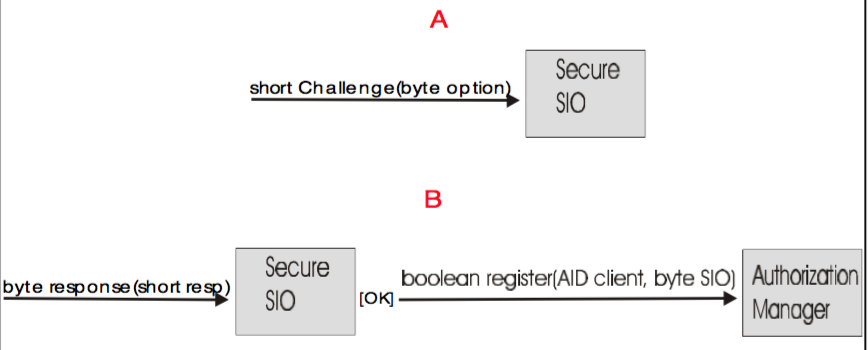 A
short Challenge(byte option)
Secure
SIO
B
byte response(short resp)
Secure
SIO
[OK]
boolean register(AID client, byte SIO)
Authorization
Manager